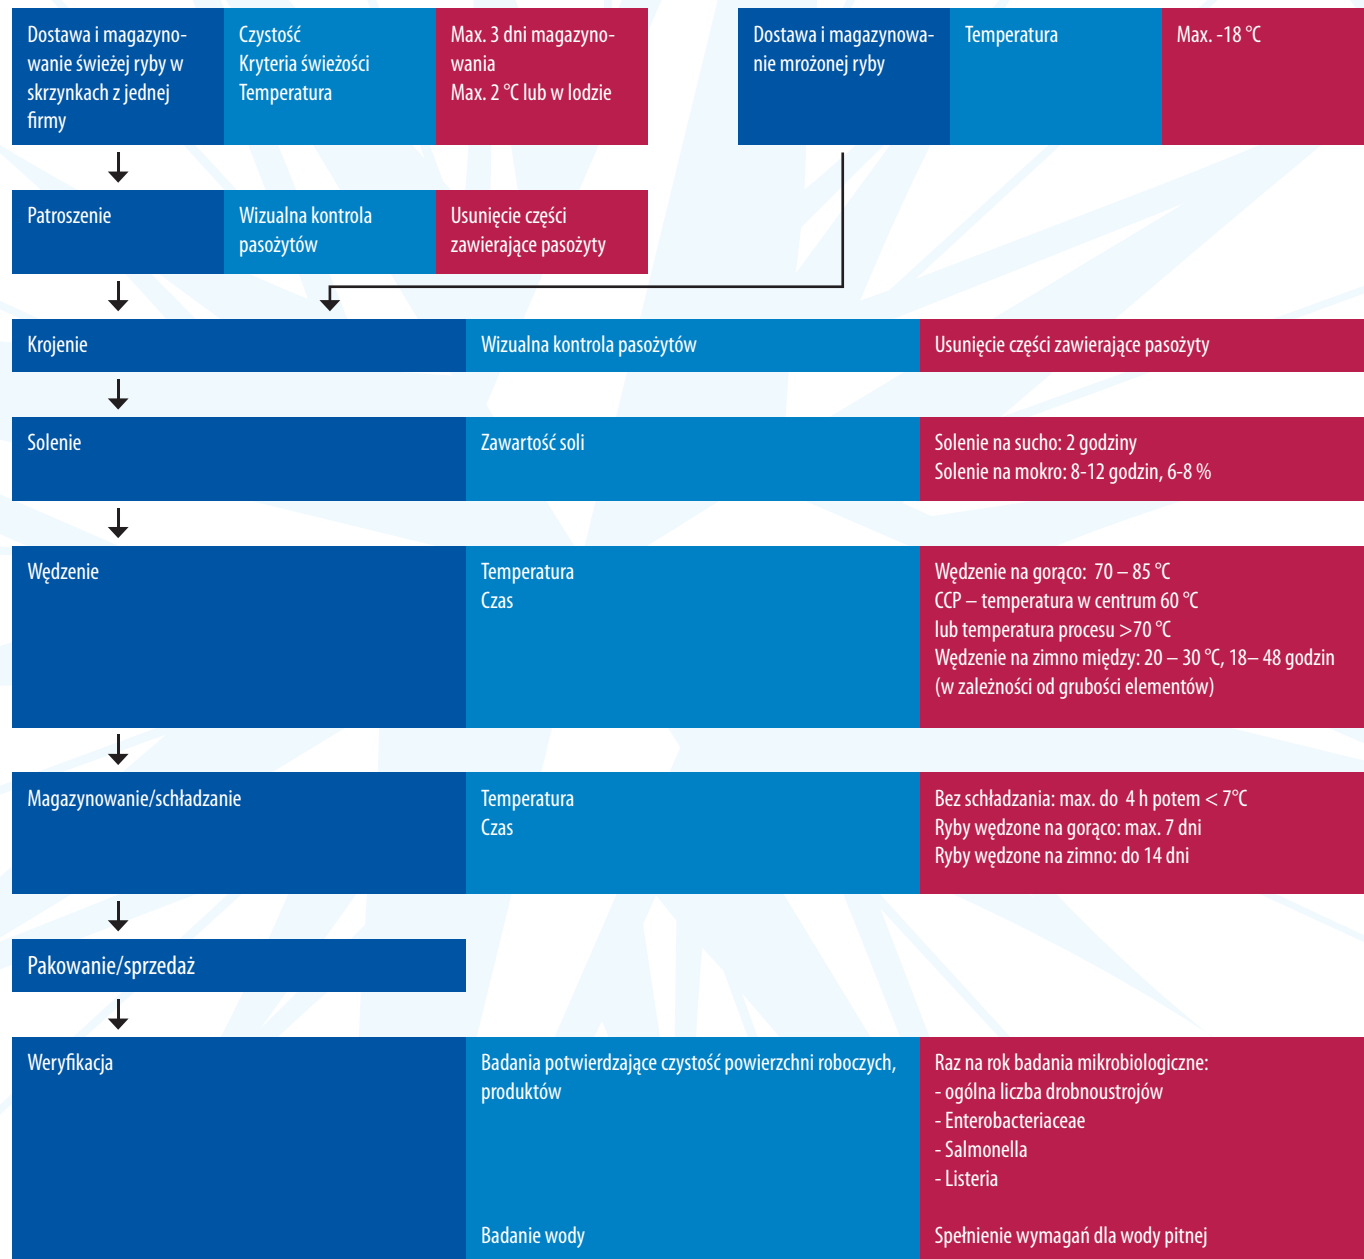 Dostawa i magazyno-
wanie świeżej ryby w
skrzynkach z jednej
firmy
Czystość
Kryteria świeżości
Temperatura
Max. 3 dni magazyno-
wania
Max. 2 °C lub w lodzie
Dostawa i magazynowa-
nie mrożonej ryby
Temperatura
Max. -18 °C
Patroszenie
Wizualna kontrola
pasożytów
Usunięcie części
zawierające pasożyty
Krojenie
Wizualna kontrola pasożytów
Usunięcie części zawierające pasożyty
Solenie
Zawartość soli
Solenie na sucho: 2 godziny
Solenie na mokro: 8-12 godzin, 6-8 %
Wędzenie
Temperatura
Czas
Wędzenie na gorąco: 70 – 85 °C
CCP – temperatura w centrum 60 °C
lub temperatura procesu >70 °C
Wędzenie na zimno między: 20 – 30 °C, 18– 48 godzin
(w zależności od grubości elementów)
Magazynowanie/schładzanie
Temperatura
Czas
Bez schładzania: max. do 4 h potem < 7°C
Ryby wędzone na gorąco: max. 7 dni
Ryby wędzone na zimno: do 14 dni
Pakowanie/sprzedaż
Weryfikacja
Badania potwierdzające czystość powierzchni roboczych,
produktów
Raz na rok badania mikrobiologiczne:
- ogólna liczba drobnoustrojów
- Enterobacteriaceae
- Salmonella
- Listeria
Badanie wody
Spełnienie wymagań dla wody pitnej